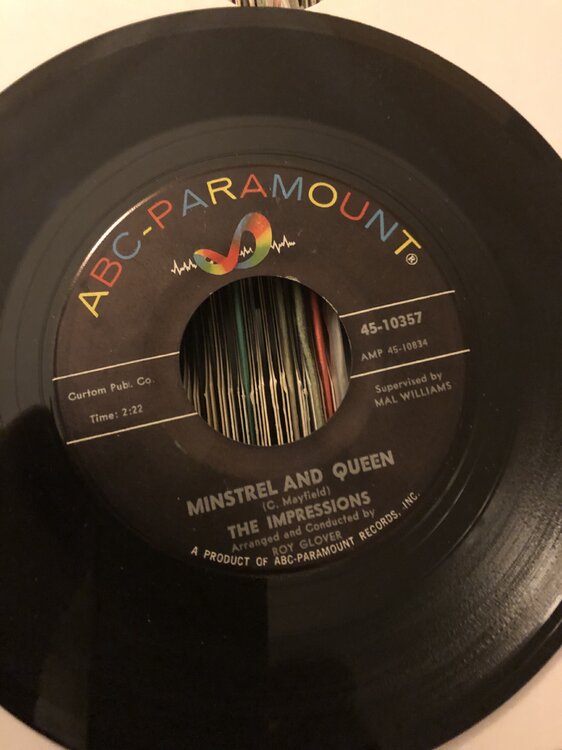 ABC-PARAMOUNT®
45-10357
AMP 45-10834
Curtom Publ. Co.
Time: 2:22
Supervised by
MAL WILLIAMS
MINSTREL AND QUEEN
(C. Mayfield)
THE IMPRESSIONS
Arranged and Conducted by
ROY GLOVER
A PRODUCT OF ABC-PARAMOUNT RECORDS, INC.